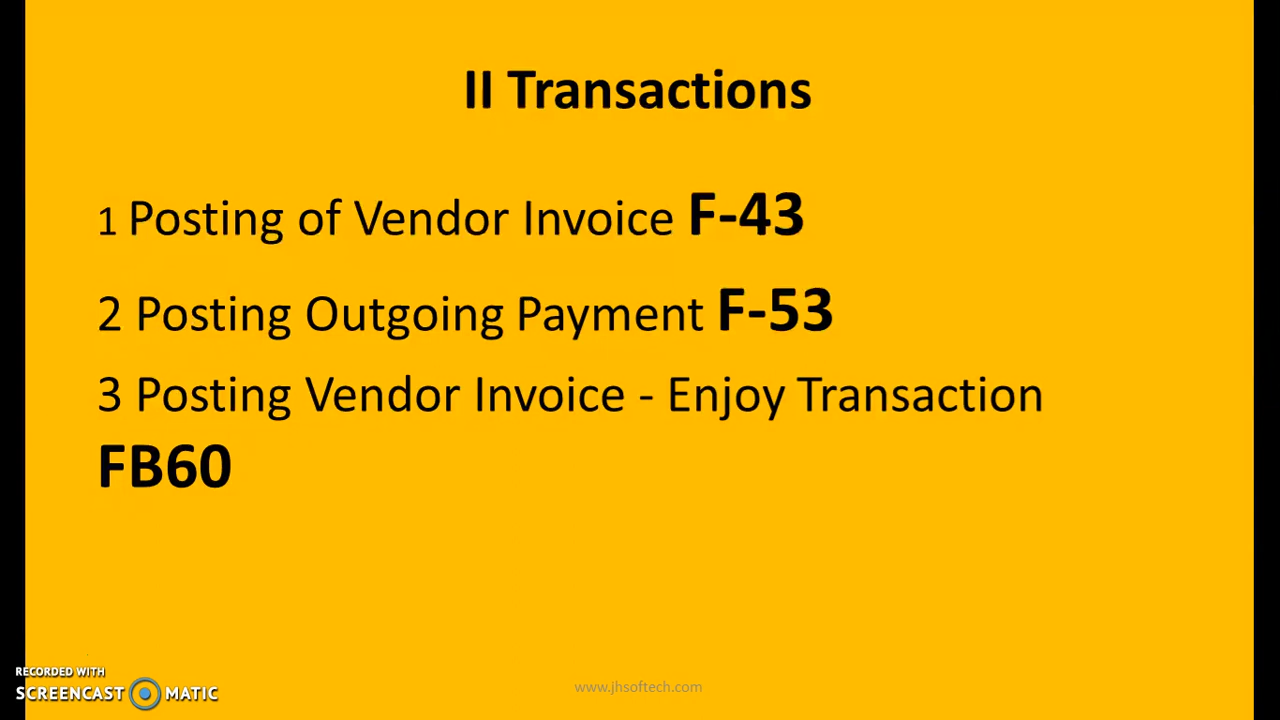 II Transactions
1 Posting of Vendor Invoice F-43
2 Posting Outgoing Payment F-53
3 Posting Vendor Invoice - Enjoy Transaction
FB60
RECORDED WITH
SCREENCAST MATIC
www.jhsoftech.com